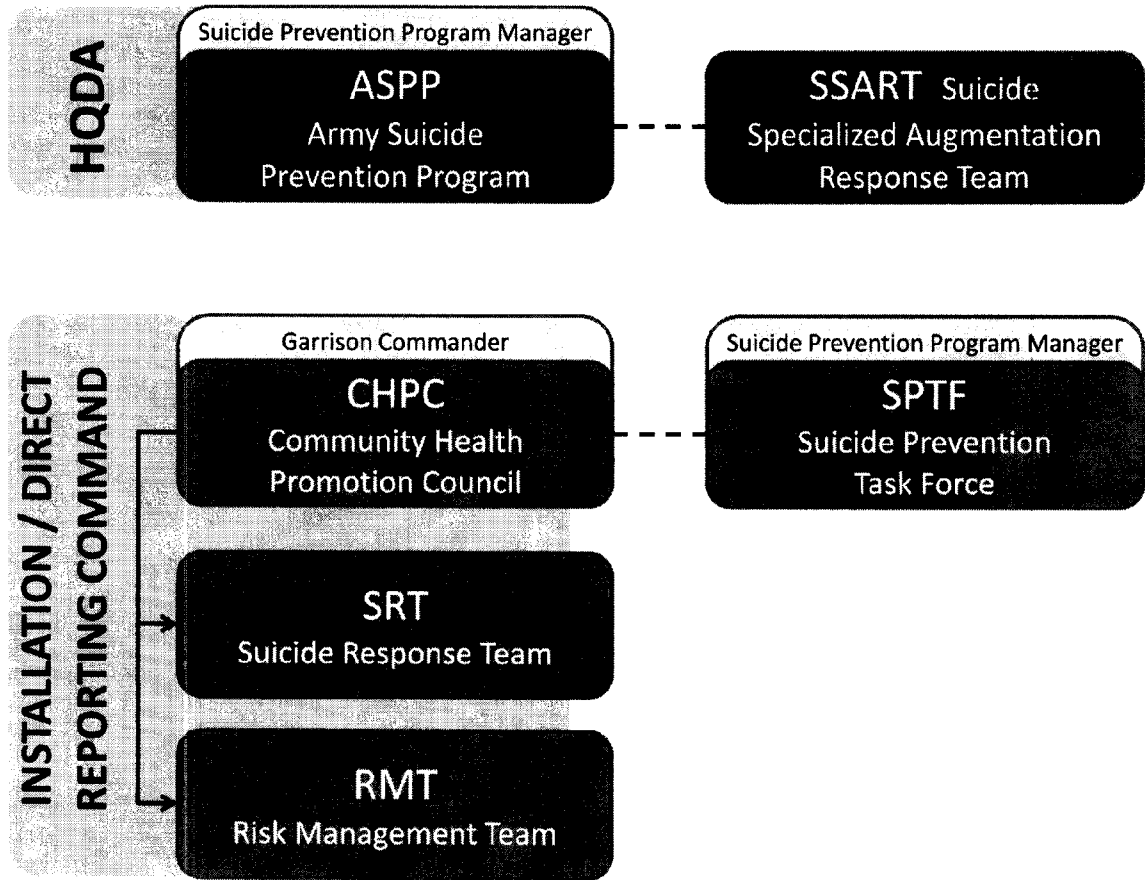 HQDA
Suicide Prevention Program Manager
ASPP
Army Suicide
Prevention Program
SSART Suicide
Specialized Augmentation
Response Team
INSTALLATION / DIRECT
REPORTING COMMAND
Garrison Commander
CHPC
Community Health
Promotion Council
Suicide Prevention Program Manager
SPTF
Suicide Prevention
Task Force
SRT
Suicide Response Team
RMT
Risk Management Team